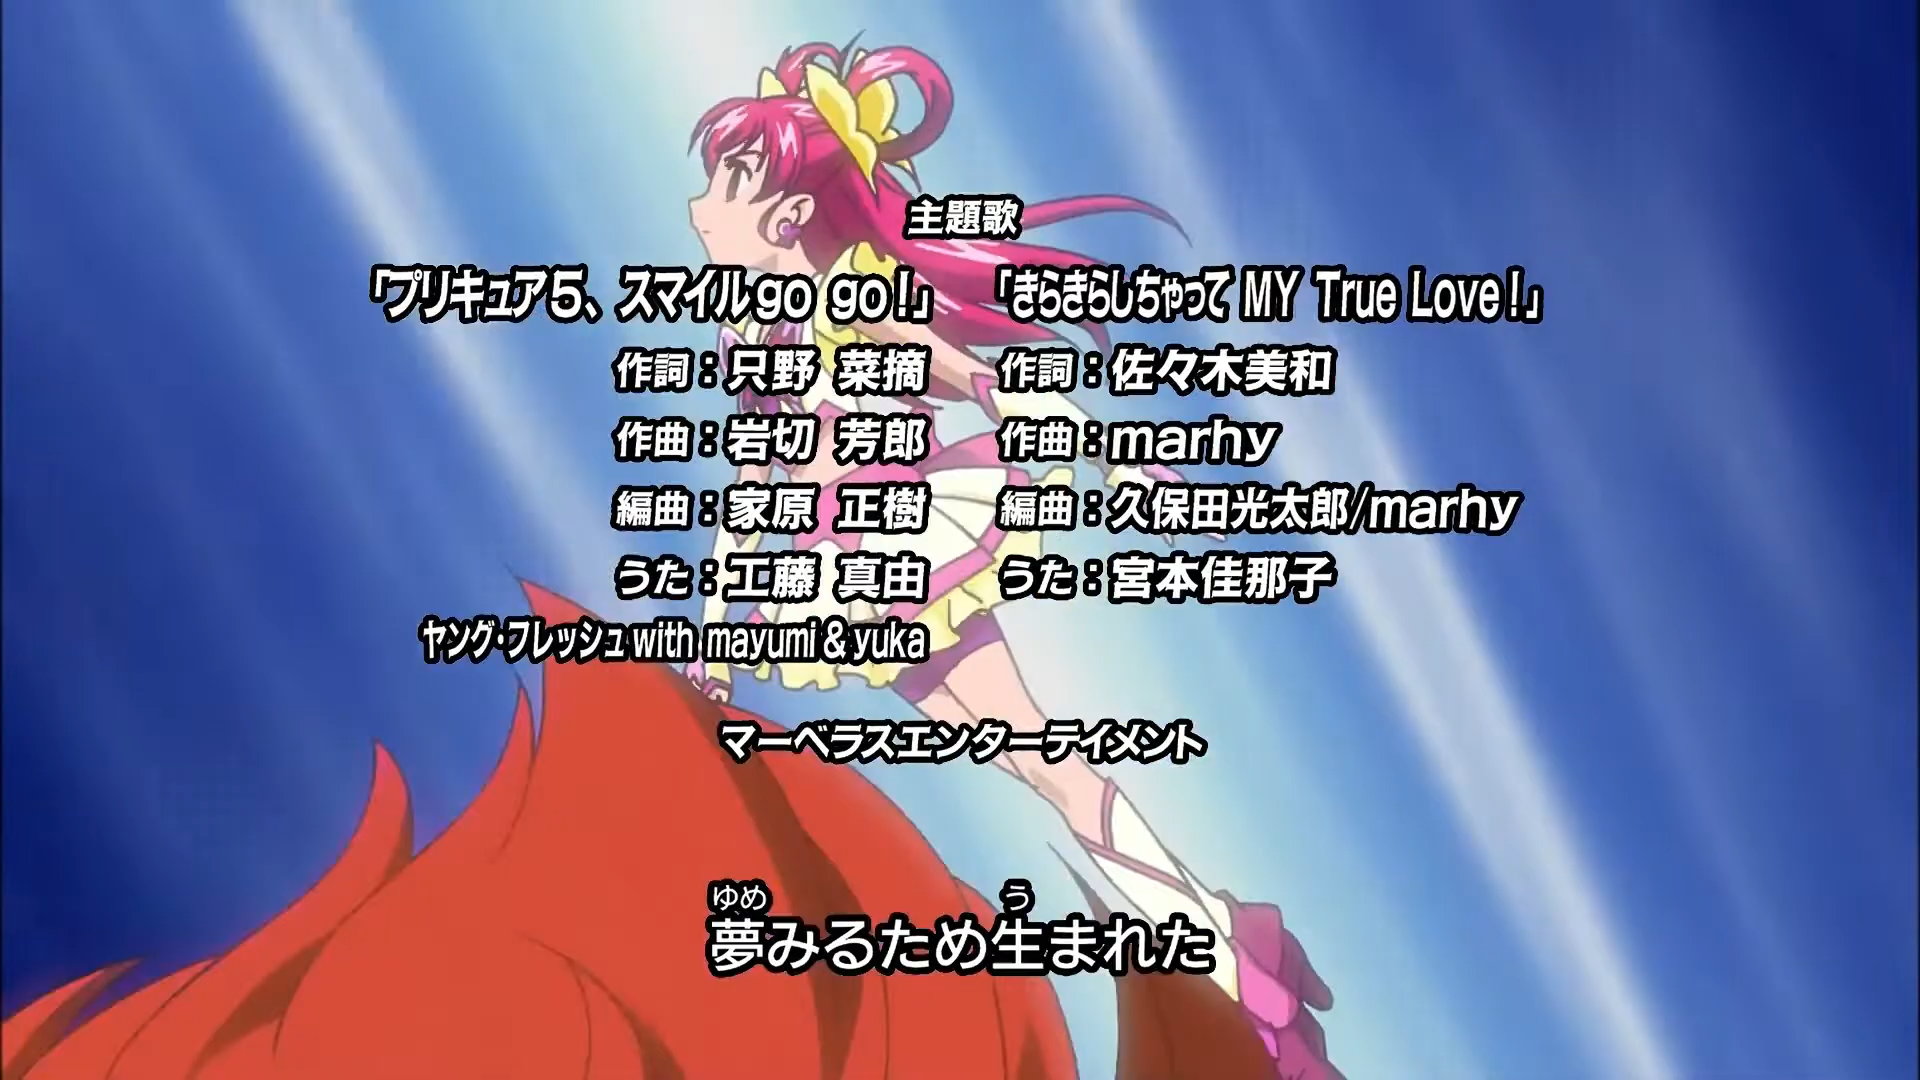 主題歌
「プリキュア5、スマイルgo go!」
作詞:只野 菜摘
作曲:岩切 芳郎
編曲:家原 正樹
うた:工藤 真由
ヤング・フレッシュwith mayumi&yuka
「きらきらしちゃって MY True Love!」
作詞:佐々木美和
作曲:marhy
編曲:久保田光太郎/marhy
うた:宮本佳那子
マーベラスエンターテイメント
ゆめ う
夢みるため生まれた